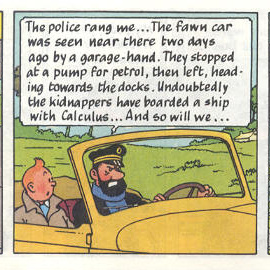 The police rang me... The fawn car
was seen near there two days
ago by a garage-hand. They stopped
at a pump for petrol, then left, head-
ing towards the docks. Undoubtedly
the kidnappers have boarded a ship
with Calculus... And so will we...